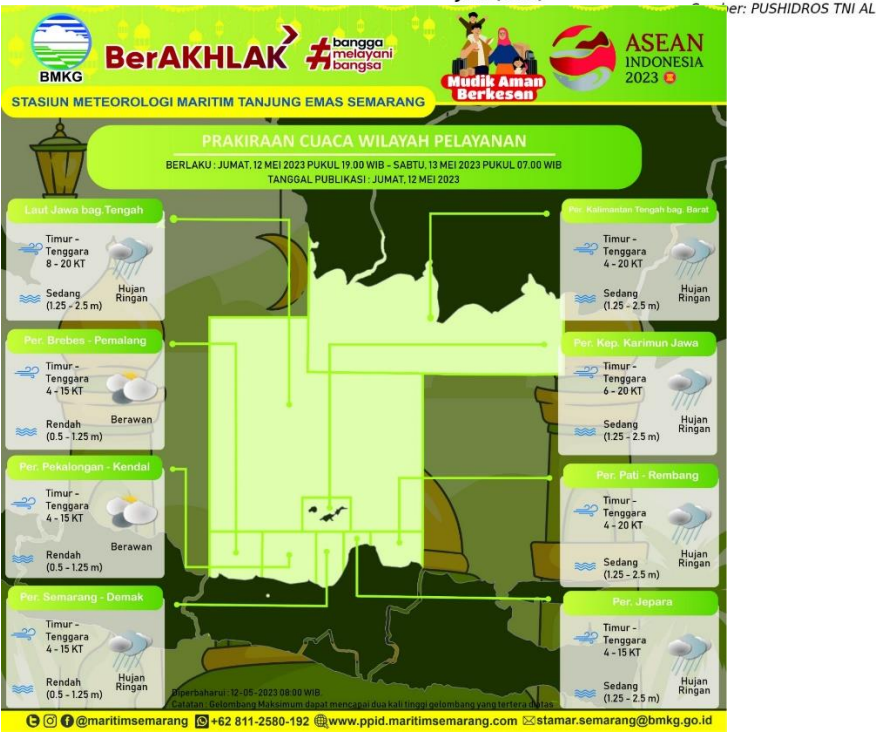 BMKG
BerAKHLAK
#bangga
melayani
bangsa
Mudik Aman
Berkesan
ASEAN
INDONESIA
2023
PUSHIDROS TNI AL
STASIUN METEOROLOGI MARITIM TANJUNG EMAS SEMARANG
PRAKIRAAN CUACA WILAYAH PELAYANAN
BERLAKU : JUMAT, 12 MEI 2023 PUKUL 19.00 WIB - SABTU, 13 MEI 2023 PUKUL 07.00 WIB
TANGGAL PUBLIKASI : JUMAT, 12 MEI 2023
Laut Jawa bag.Tengah
Timur -
Tenggara
8 - 20 KT
Sedang
(1.25 - 2.5 m)
Hujan
Ringan
Per. Brebes - Pemalang
Timur -
Tenggara
4 - 15 KT
Rendah
(0.5 - 1.25 m)
Berawan
Per. Pekalongan - Kendal
Timur -
Tenggara
4 - 15 KT
Rendah
(0.5 - 1.25 m)
Berawan
Per. Semarang - Demak
Timur -
Tenggara
4 - 15 KT
Rendah
(0.5 - 1.25 m)
Hujan
Ringan
Per. Kalimantan Tengah bag. Barat
Timur -
Tenggara
4 - 20 KT
Sedang
(1.25 - 2.5 m)
Hujan
Ringan
Per. Kep. Karimun Jawa
Timur -
Tenggara
6 - 20 KT
Sedang
(1.25 - 2.5 m)
Hujan
Ringan
Per. Pati - Rembang
Timur -
Tenggara
4 - 20 KT
Sedang
(1.25 - 2.5 m)
Hujan
Ringan
Per. Jepara
Timur -
Tenggara
4 - 15 KT
Sedang
(1.25 - 2.5 m)
Hujan
Ringan
Diperbaharui : 12-05-2023 08:00 WIB.
Catatan : Gelombang Maksimum dapat mencapai dua kali tinggi gelombang yang tertera diatas
@maritimsemarang +62 811-2580-192 www.ppid.maritimsemarang.com stamar.semarang@bmkg.go.id